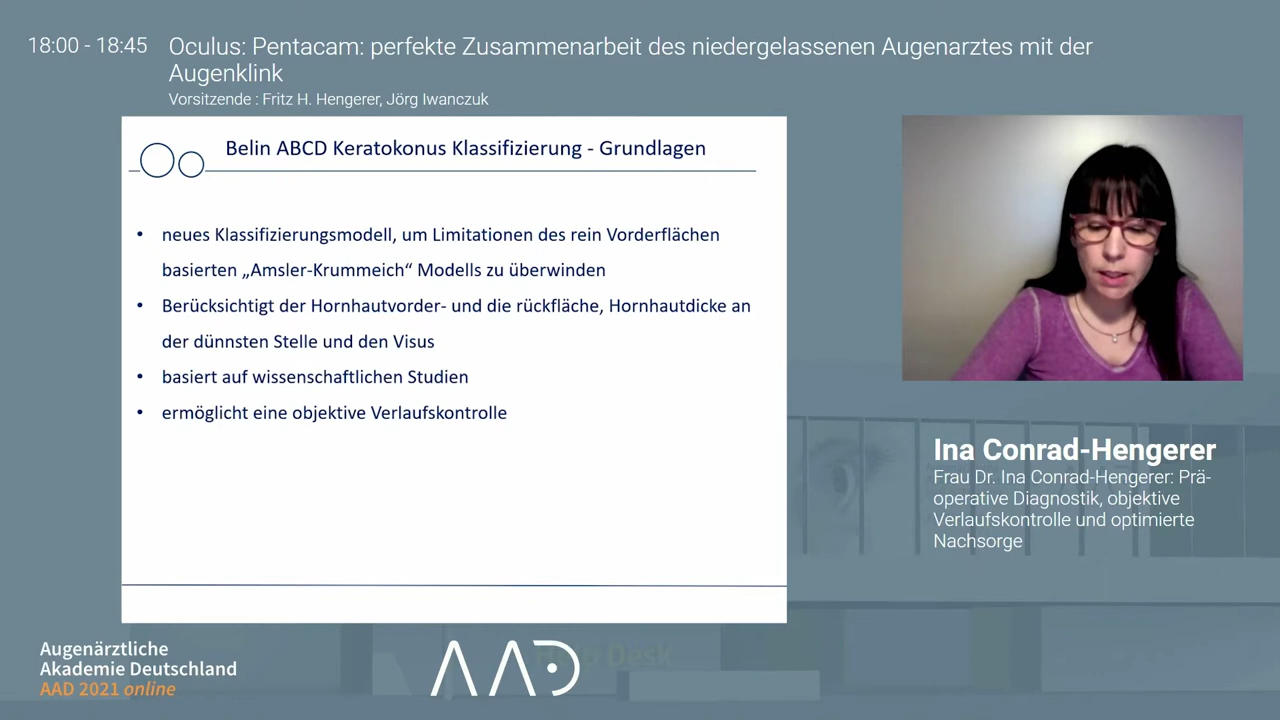 18:00 - 18:45
Oculus: Pentacam: perfekte Zusammenarbeit des niedergelassenen Augenarztes mit der
Augenklink
Vorsitzende : Fritz H. Hengerer, Jörg Iwanczuk
Belin ABCD Keratokonus Klassifizierung - Grundlagen
• neues Klassifizierungsmodell, um Limitationen des rein Vorderflächen
basierten „Amsler-Krummeich“ Modells zu überwinden
• Berücksichtigt der Hornhautvorder- und die rückfläche, Hornhautdicke an
der dünnsten Stelle und den Visus
• basiert auf wissenschaftlichen Studien
• ermöglicht eine objektive Verlaufskontrolle
Ina Conrad-Hengerer
Frau Dr. Ina Conrad-Hengerer: Prä-
operative Diagnostik, objektive
Verlaufskontrolle und optimierte
Nachsorge
Augenärztliche
Akademie Deutschland
AAD 2021 online
AAD
Desk